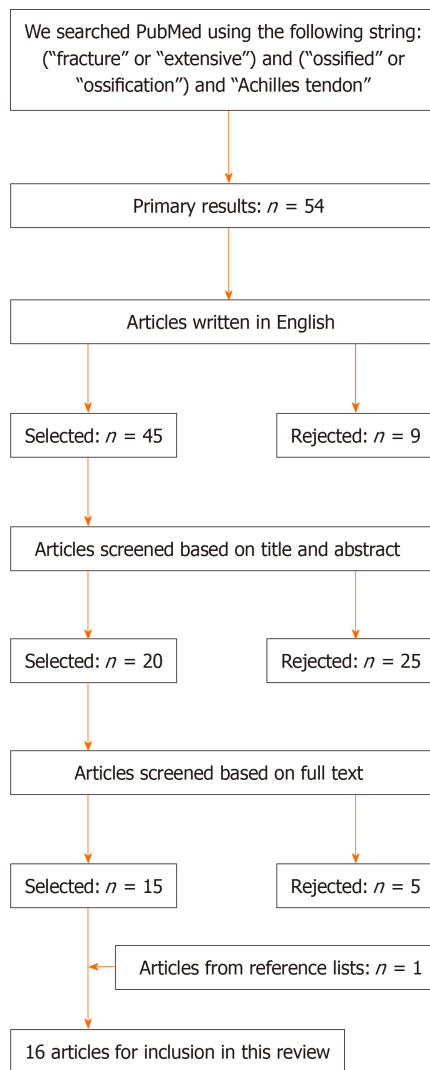 We searched PubMed using the following string:
(“fracture” or “extensive”) and (“ossified” or
“ossification”) and “Achilles tendon”
Primary results: n = 54
Articles written in English
Selected: n = 45
Rejected: n = 9
Articles screened based on title and abstract
Selected: n = 20
Rejected: n = 25
Articles screened based on full text
Selected: n = 15
Rejected: n = 5
Articles from reference lists: n = 1
16 articles for inclusion in this review